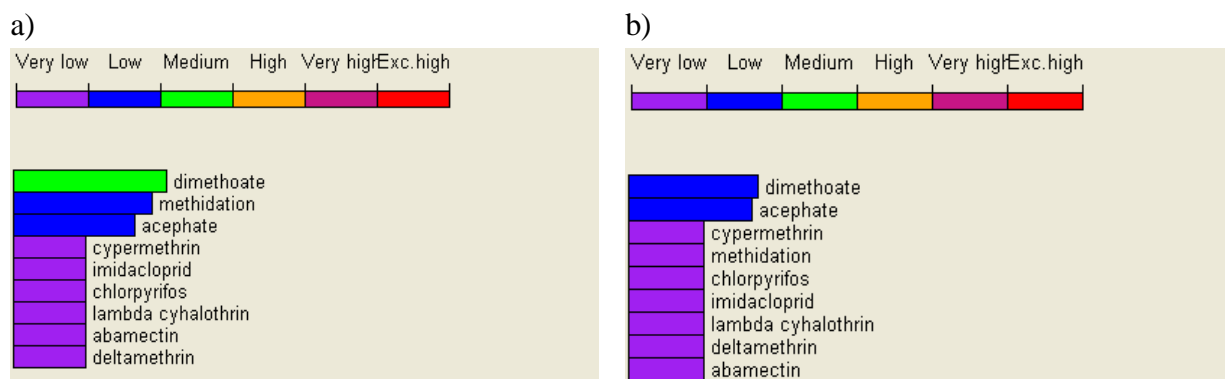 a)
Very low Low Medium High Very high Exc.high
dimethoate
methidation
acephate
cypermethrin
imidacloprid
chlorpyrifos
lambda cyhalothrin
abamectin
deltamethrin
b)
Very low Low Medium High Very high Exc.high
dimethoate
acephate
cypermethrin
methidation
chlorpyrifos
imidacloprid
lambda cyhalothrin
deltamethrin
abamectin